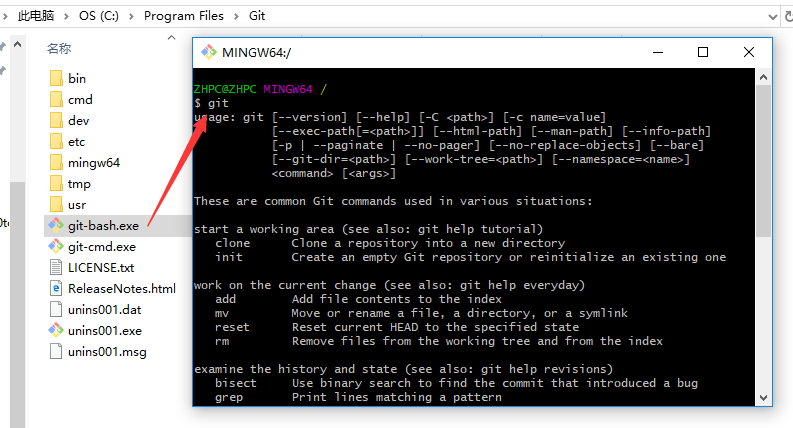 此电脑 > OS (C:) > Program Files > Git
名称
bin
cmd
dev
etc
mingw64
tmp
usr
git-bash.exe
git-cmd.exe
LICENSE.txt
ReleaseNotes.html
unins001.dat
unins001.exe
unins001.msg
MINGW64:/
ZHPC@ZHPC MINGW64 /
$ git
usage: git [--version] [--help] [-C <path>] [-c name=value]
[--exec-path[=<path>]] [--html-path] [--man-path] [--info-path]
[-p | --paginate | --no-pager] [--no-replace-objects] [--bare]
[--git-dir=<path>] [--work-tree=<path>] [--namespace=<name>]
<command> [<args>]
These are common Git commands used in various situations:
start a working area (see also: git help tutorial)
clone Clone a repository into a new directory
init Create an empty Git repository or reinitialize an existing one
work on the current change (see also: git help everyday)
add Add file contents to the index
mv Move or rename a file, a directory, or a symlink
reset Reset current HEAD to the specified state
rm Remove files from the working tree and from the index
examine the history and state (see also: git help revisions)
bisect Use binary search to find the commit that introduced a bug
grep Print lines matching a pattern